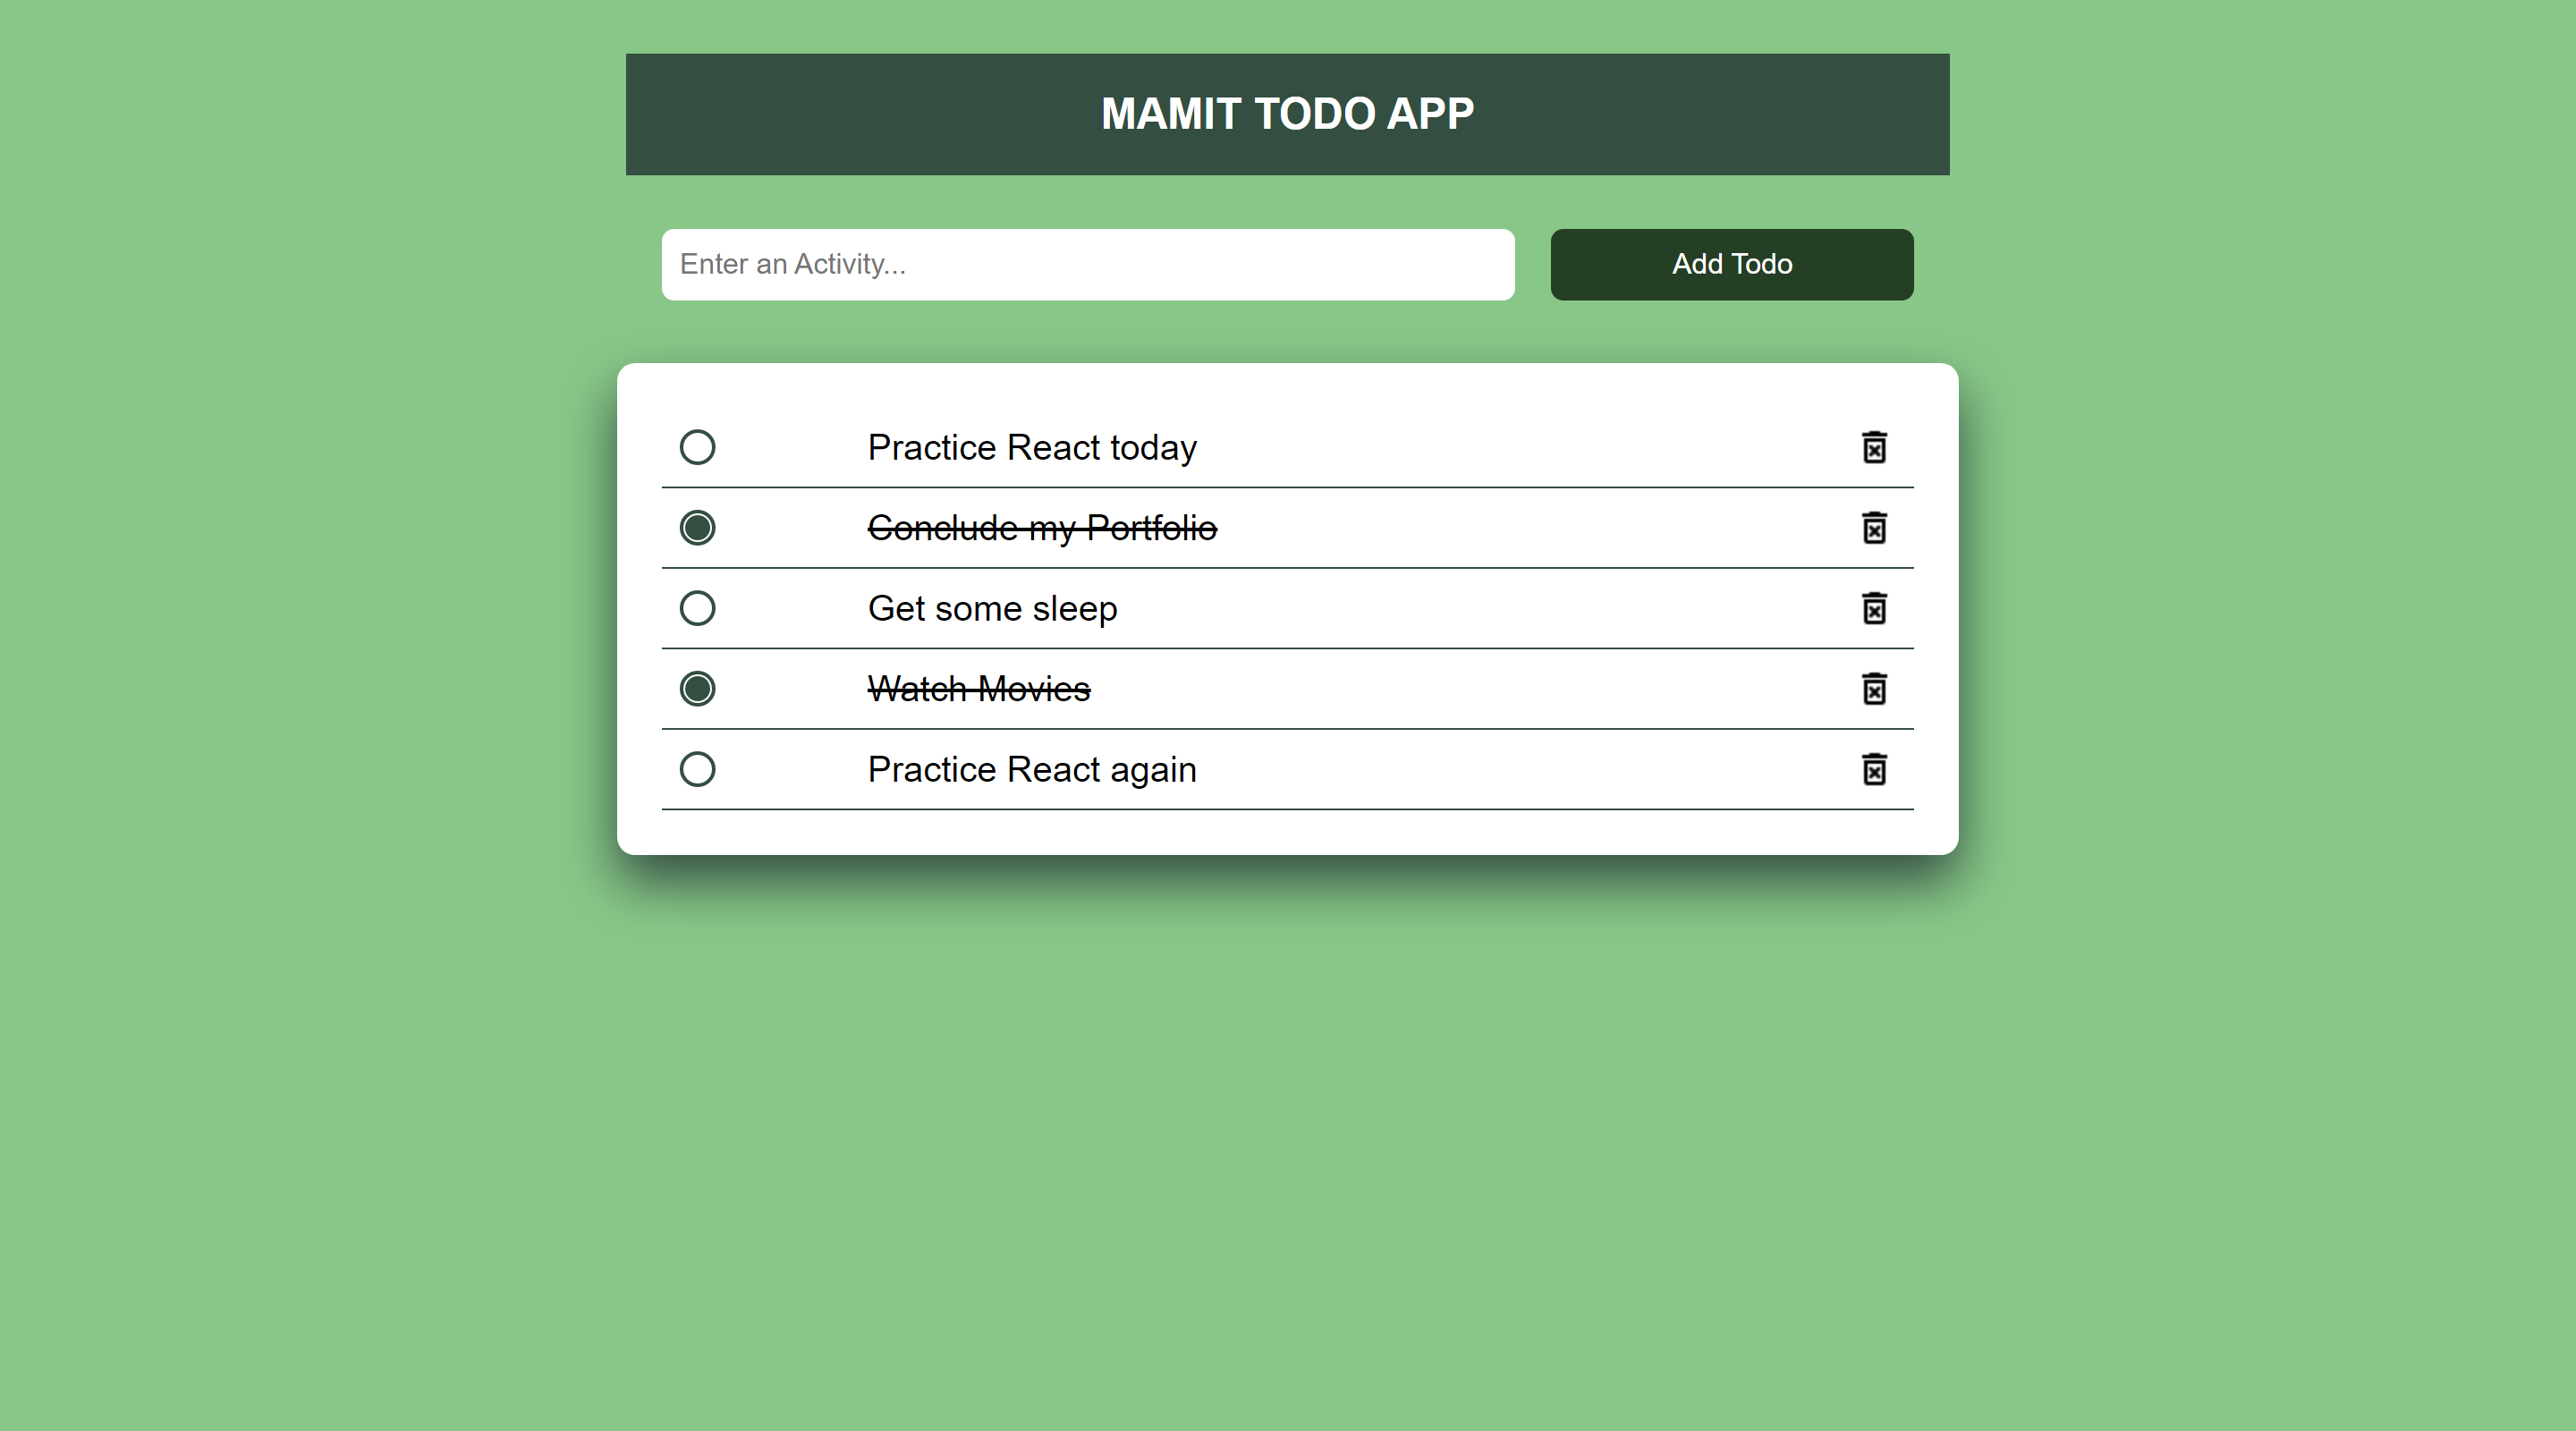 MAMIT TODO APP
Enter an Activity...
Add Todo
Practice React today
Conclude my Portfolio
Get some sleep
Watch Movies
Practice React again